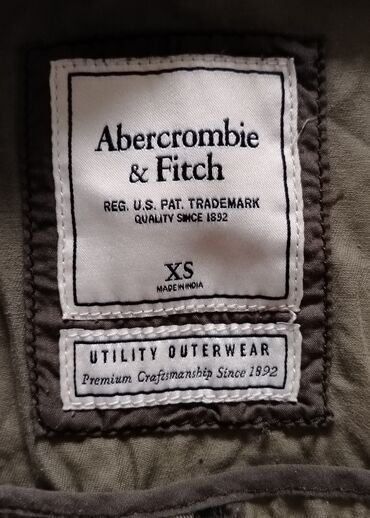 Abercrombie
& Fitch
REG. U.S. PAT. TRADEMARK
QUALITY SINCE 1892
XS
MADE IN INDIA
UTILITY OUTERWEAR
Premium Craftsmanship Since 1892